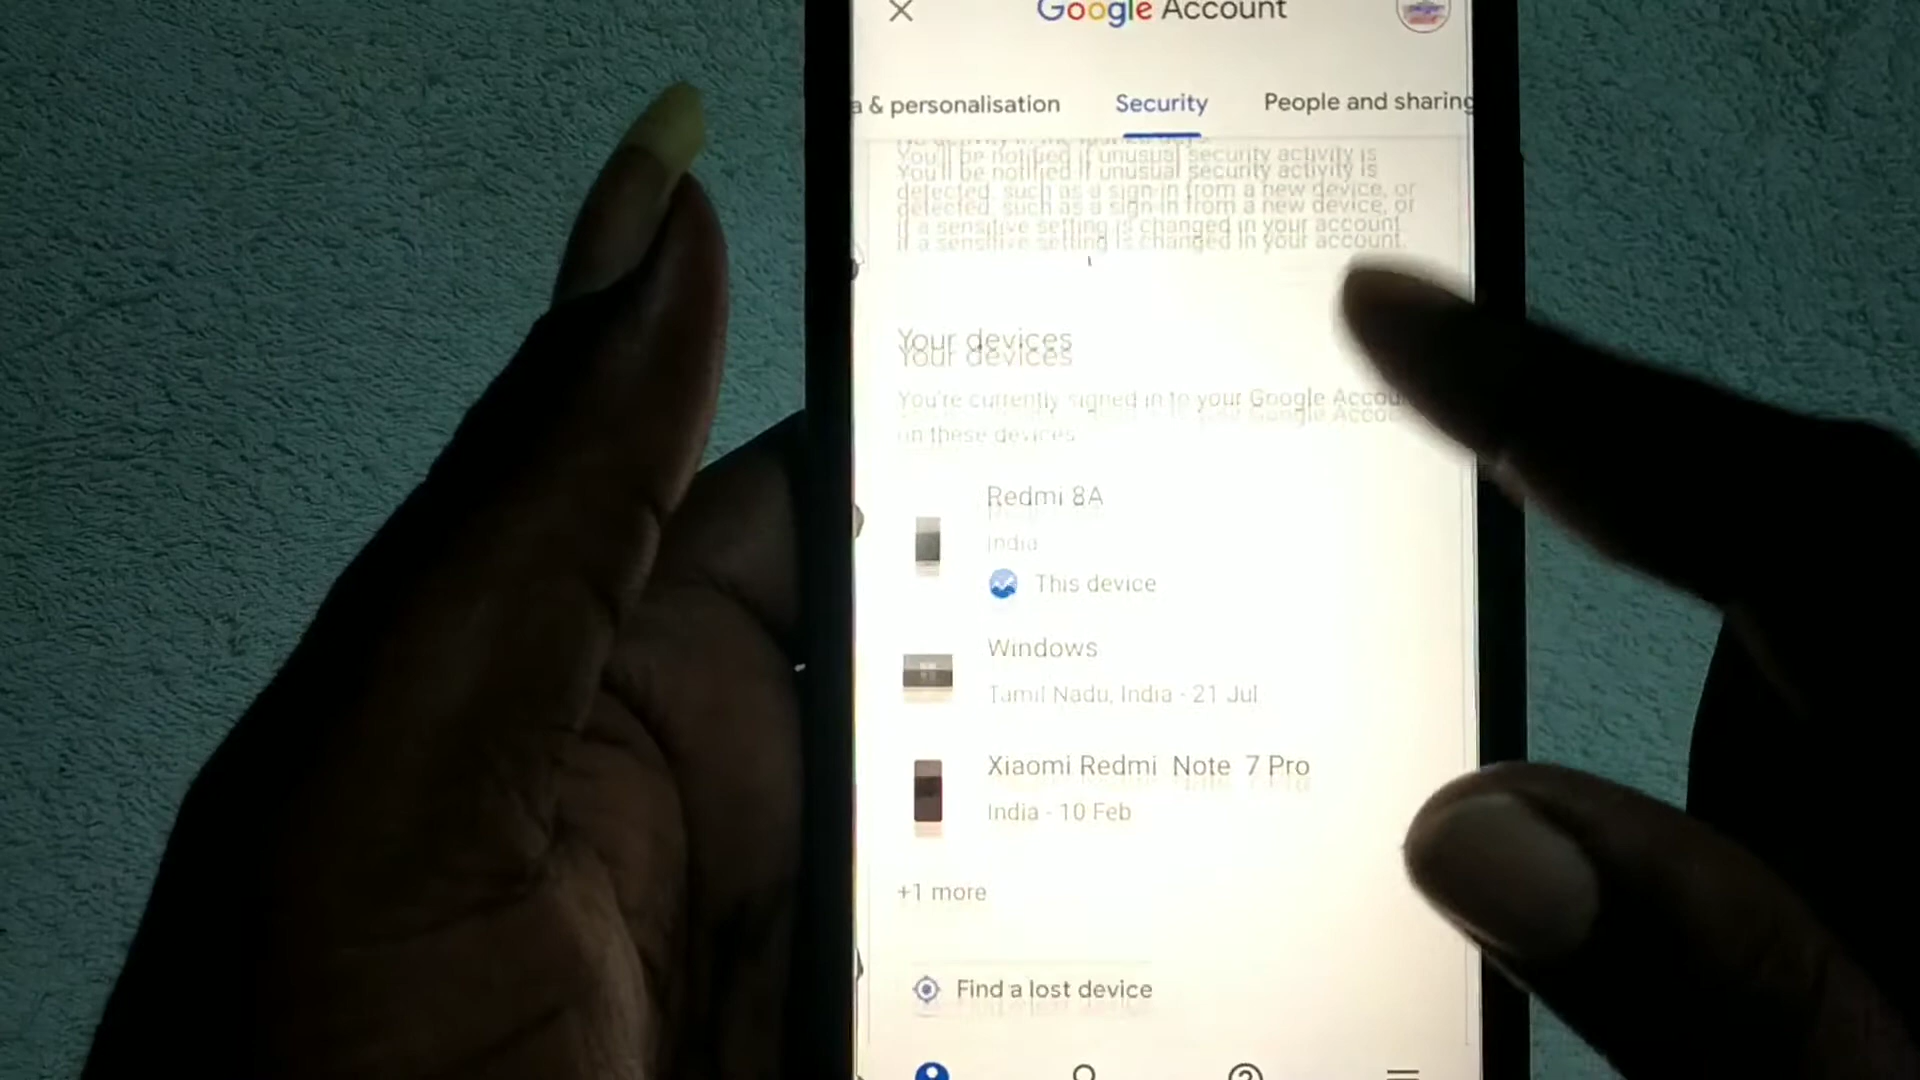 Google Account
a & personalisation Security People and sharing
You'll be notified if unusual security activity is
detected, such as a sign-in from a new device, or
if a sensitive setting is changed in your account
Your devices
You're currently signed in to your Google Accou
on these devices
Redmi 8A
India
This device
Windows
Tamil Nadu, India - 21 Jul
Xiaomi Redmi Note 7 Pro
India - 10 Feb
+1 more
Find a lost device